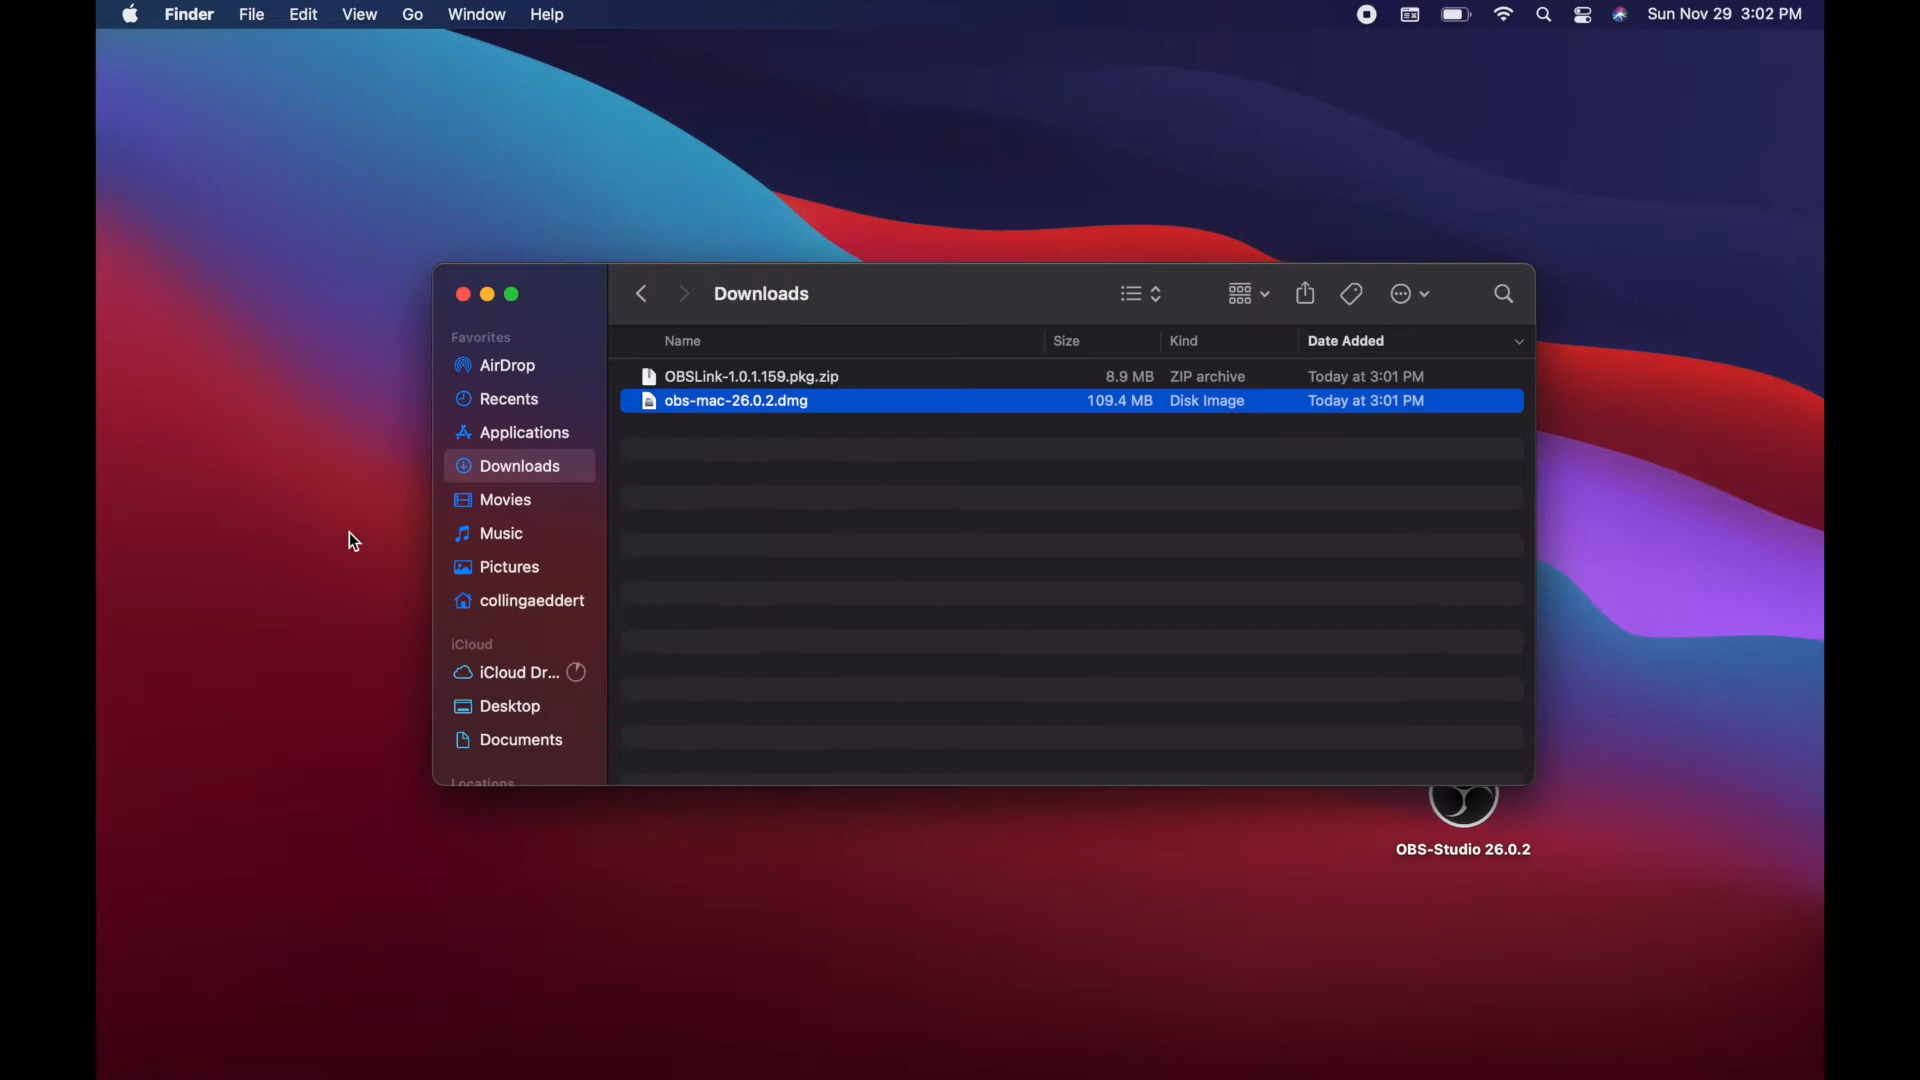 Finder File Edit View Go Window Help Sun Nov 29 3:02 PM
Downloads
Favorites
AirDrop
Recents
Applications
Downloads
Movies
Music
Pictures
collingaeddert
iCloud
iCloud Dr...
Desktop
Documents
Locations
Name Size Kind Date Added
OBSLink-1.0.1.159.pkg.zip 8.9 MB ZIP archive Today at 3:01 PM
obs-mac-26.0.2.dmg 109.4 MB Disk Image Today at 3:01 PM
OBS-Studio 26.0.2